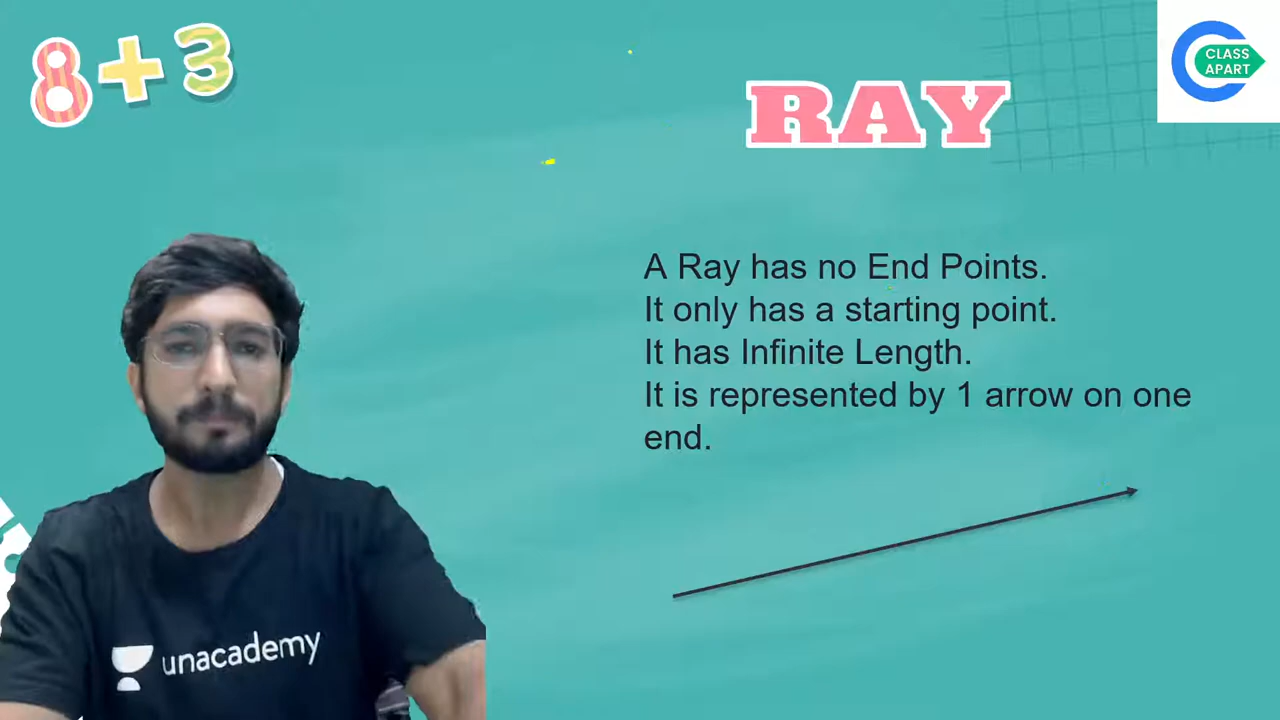 8+3
CLASS
APART
RAY
A Ray has no End Points.
It only has a starting point.
It has Infinite Length.
It is represented by 1 arrow on one
end.
unacademy